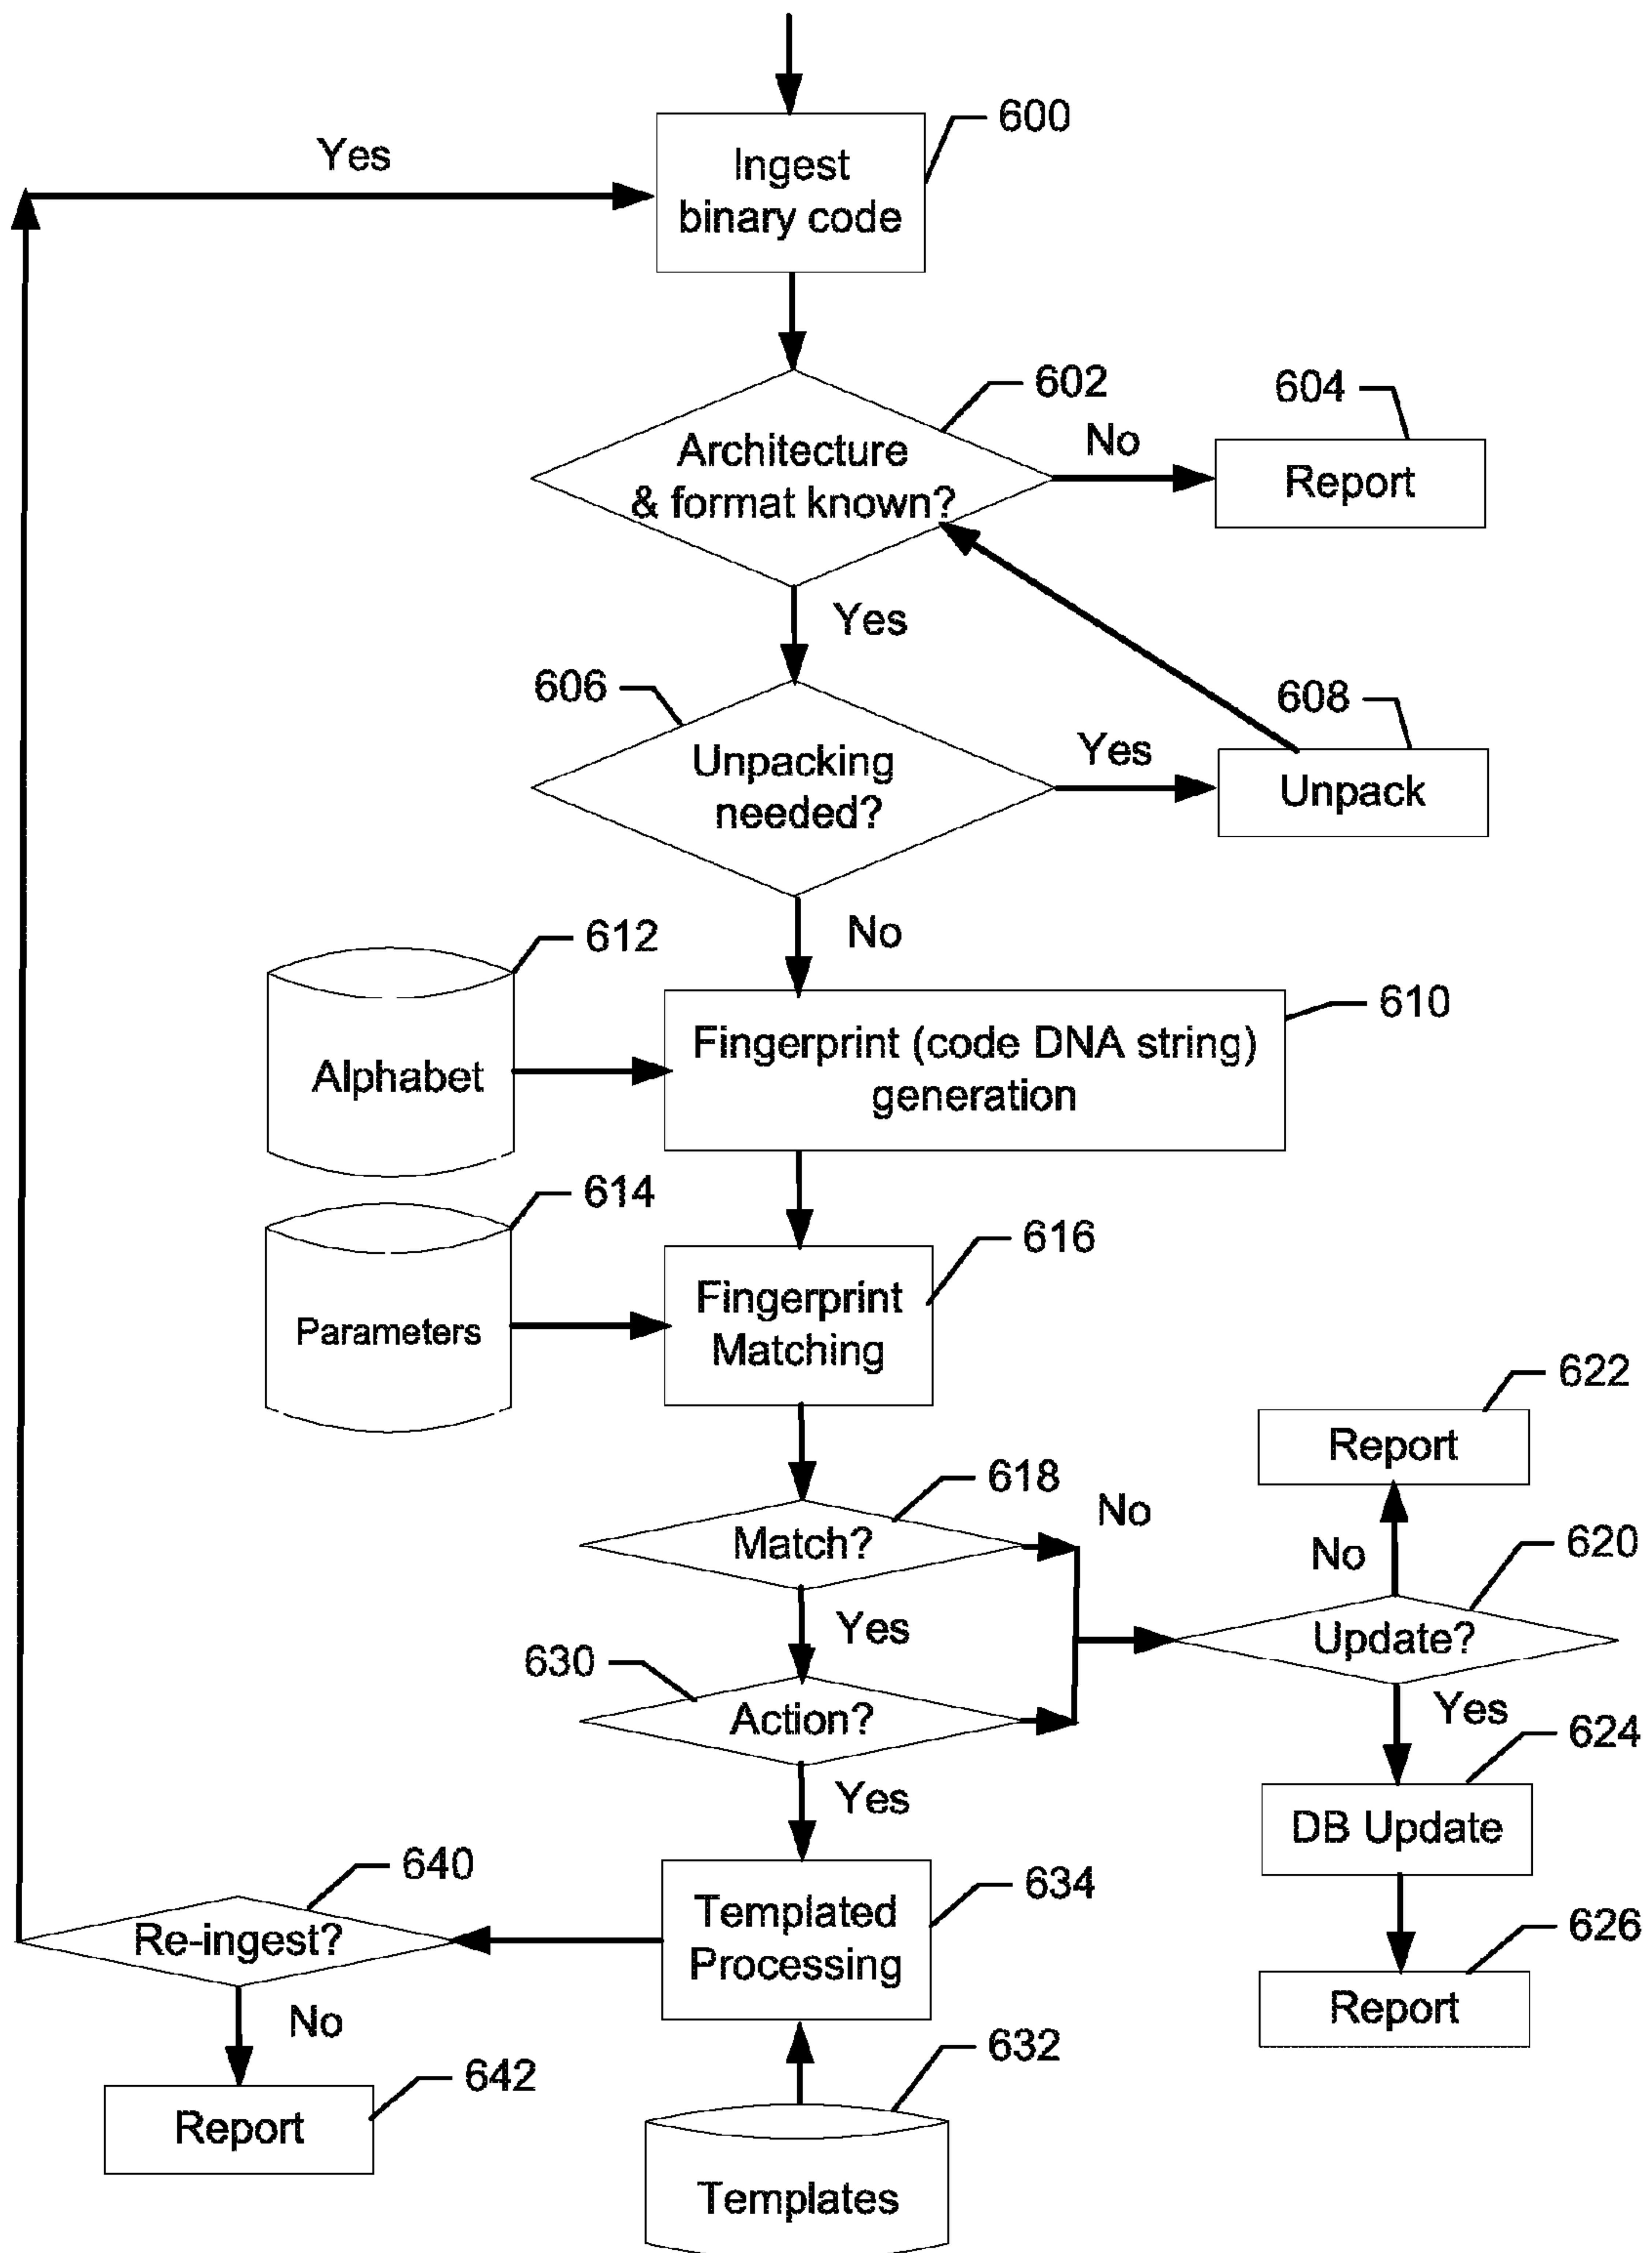 600
Yes
Ingest
binary code
602
604
No
Architecture
& format known?
Report
Yes
606
608
Unpacking
needed?
Yes
Unpack
No
612
610
Alphabet
Fingerprint (code DNA string)
generation
614
616
Parameters
Fingerprint
Matching
622
Report
618
No
Match?
No
620
Yes
Update?
630
Action?
Yes
624
Yes
DB Update
640
634
Templated
Processing
Re-ingest?
626
Report
No
632
642
Report
Templates